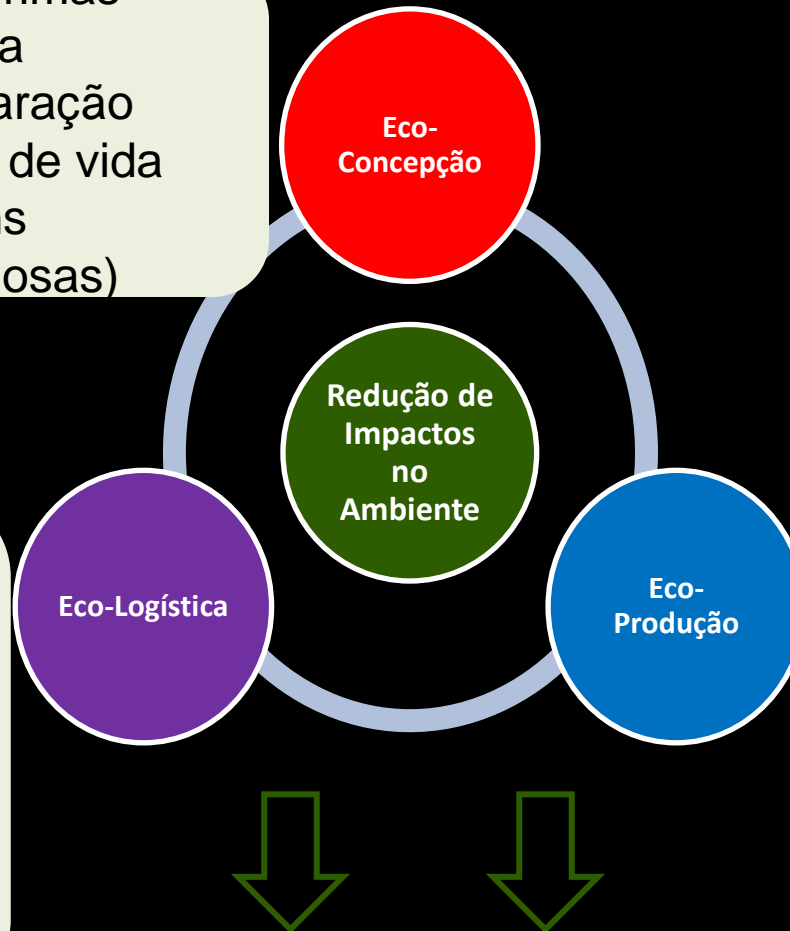 a
aração
de vida
osas)
Eco-
Concepção
Redução de
Impactos
no
Ambiente
Eco-Logística
Eco-
Produção